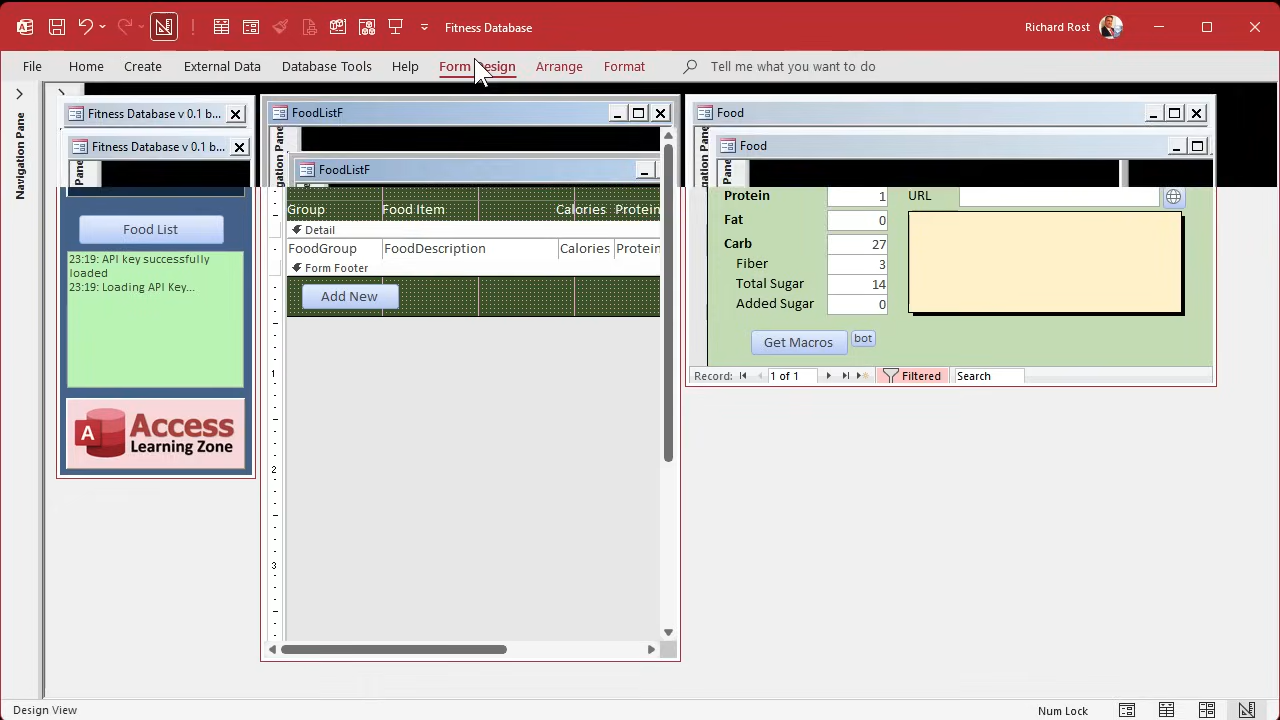 Fitness Database
Richard Rost
File
Home
Create
External Data
Database Tools
Help
Form Design
Arrange
Format
Tell me what you want to do
Navigation Pane
Fitness Database v 0.1 b...
Fitness Database v 0.1 b...
Food List
23:19: API key successfully
loaded
23:19: Loading API Key...
A
Access
Learning Zone
FoodListF
FoodListF
Group
Food Item
Calories
Protein
Detail
FoodGroup
FoodDescription
Calories
Protein
Form Footer
Add New
1
2
3
Food
Food
Protein
1
URL
Fat
0
Carb
27
Fiber
3
Total Sugar
14
Added Sugar
0
Get Macros
bot
Record:
1 of 1
Filtered
Search
Design View
Num Lock